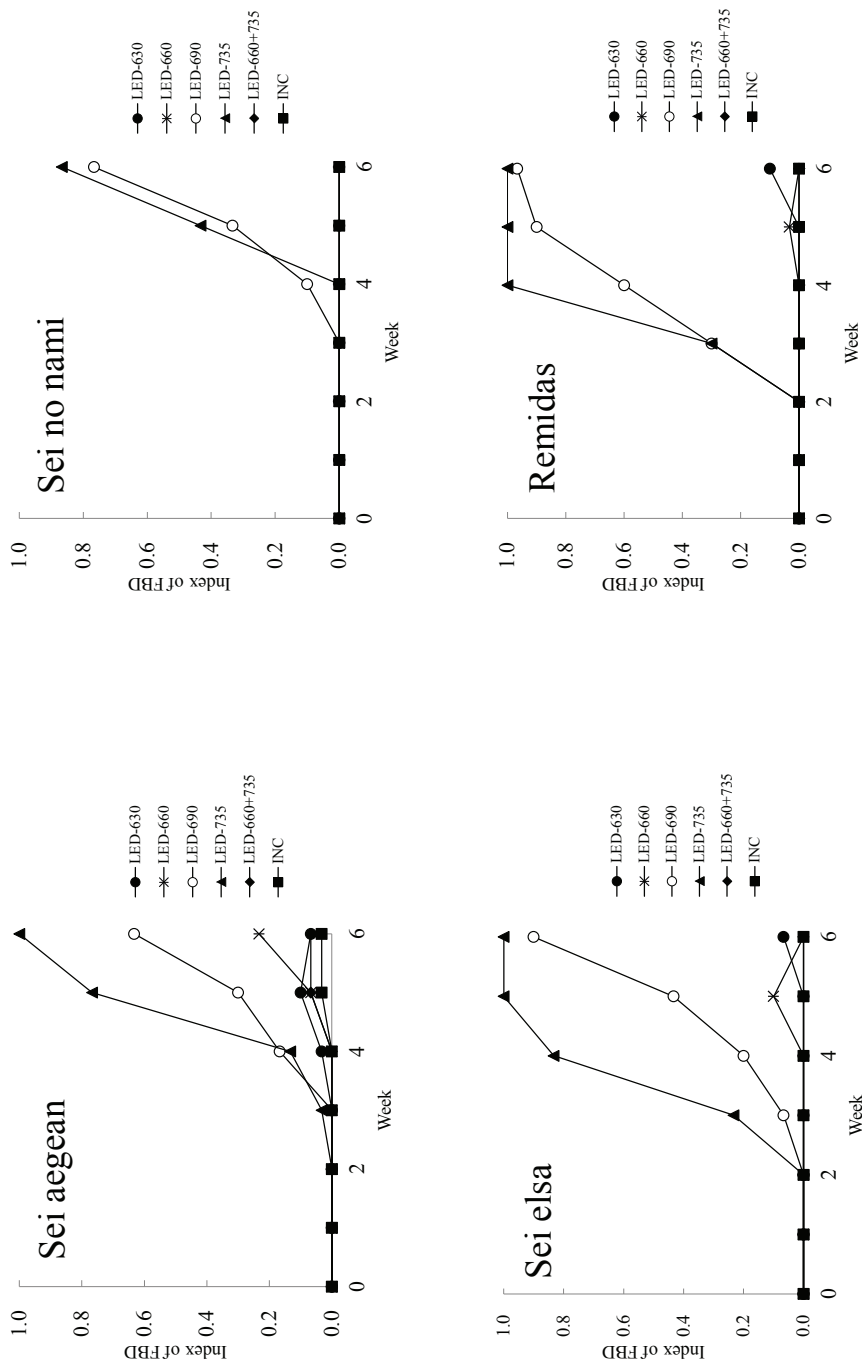 Sei aegean
1.0
0.8
0.6
0.4
0.2
0.0
Index of FBD
0
2
4
6
Week
LED-630
LED-660
LED-690
LED-735
LED-660+735
INC
Sei no nami
1.0
0.8
0.6
0.4
0.2
0.0
Index of FBD
0
2
4
6
Week
LED-630
LED-660
LED-690
LED-735
LED-660+735
INC
Sei elsa
1.0
0.8
0.6
0.4
0.2
0.0
Index of FBD
0
2
4
6
Week
LED-630
LED-660
LED-690
LED-735
LED-660+735
INC
Remidas
1.0
0.8
0.6
0.4
0.2
0.0
Index of FBD
0
2
4
6
Week
LED-630
LED-660
LED-690
LED-735
LED-660+735
INC